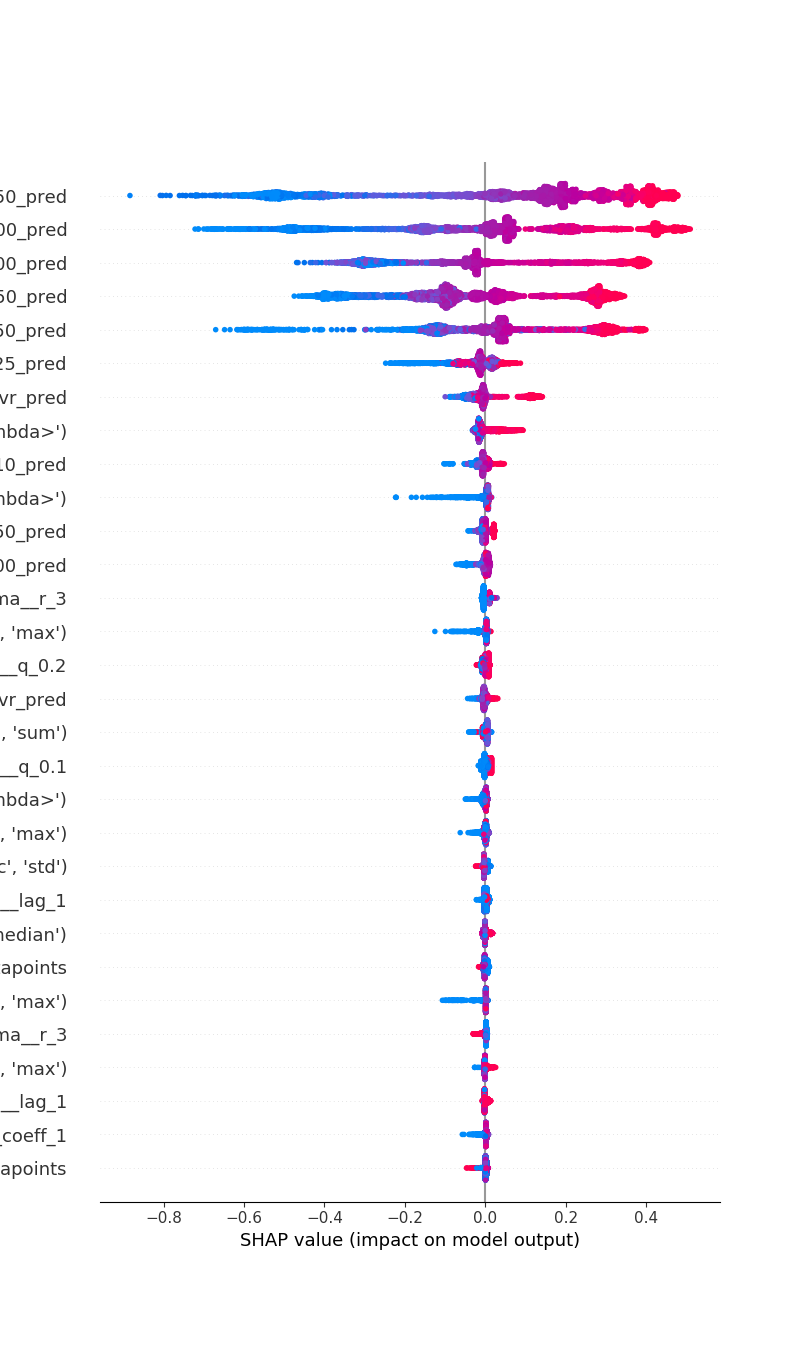 50_pred
00_pred
00_pred
50_pred
50_pred
25_pred
vr_pred
nbda>')
10_pred
nbda>')
50_pred
00_pred
na__r_3
, 'max')
__q_0.2
vr_pred
, 'sum')
__q_0.1
nbda>')
, 'max')
c', 'std')
__lag_1
nedian')
tapoints
, 'max')
na__r_3
, 'max')
__lag_1
_coeff_1
apoints
−0.8 −0.6 −0.4 −0.2 0.0 0.2 0.4
SHAP value (impact on model output)